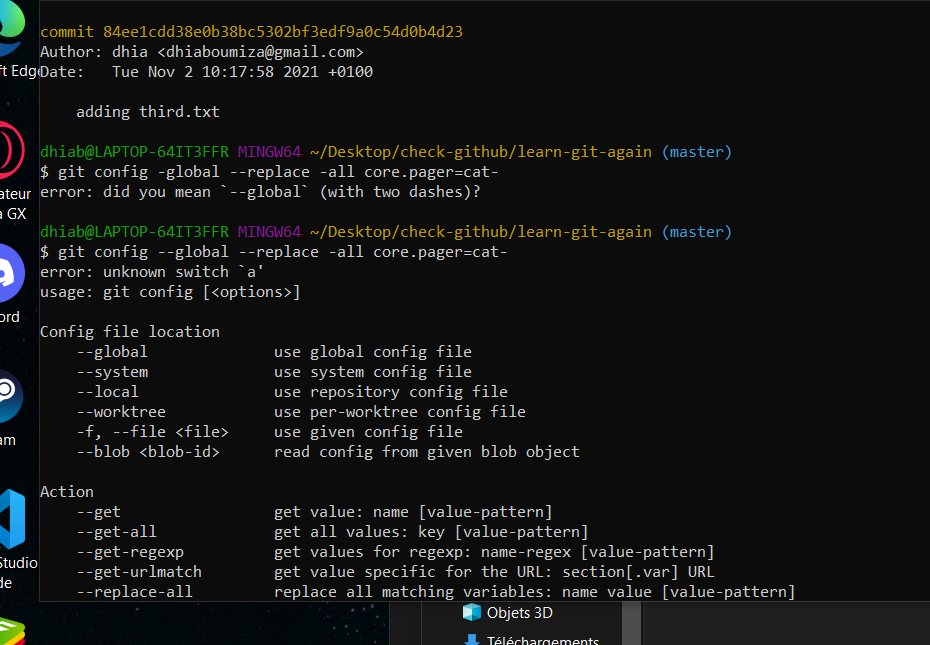 commit 84ee1cdd38e0b38bc5302bf3edf9a0c54d0b4d23
Author: dhia <dhiaboumiza@gmail.com>
ft Edg
Date:   Tue Nov 2 10:17:58 2021 +0100
    adding third.txt
dhiab@LAPTOP-64IT3FFR MINGW64 ~/Desktop/check-github/learn-git-again (master)
$ git config -global --replace -all core.pager=cat-
ateur
error: did you mean `--global` (with two dashes)?
a GX
dhiab@LAPTOP-64IT3FFR MINGW64 ~/Desktop/check-github/learn-git-again (master)
$ git config --global --replace -all core.pager=cat-
error: unknown switch `a'
usage: git config [<options>]
ord
Config file location
    --global              use global config file
    --system              use system config file
    --local               use repository config file
    --worktree            use per-worktree config file
    -f, --file <file>     use given config file
am
    --blob <blob-id>      read config from given blob object
Action
    --get                 get value: name [value-pattern]
    --get-all             get all values: key [value-pattern]
    --get-regexp          get values for regexp: name-regex [value-pattern]
Studio
    --get-urlmatch        get value specific for the URL: section[.var] URL
de
    --replace-all         replace all matching variables: name value [value-pattern]
Objets 3D
Téléchargements